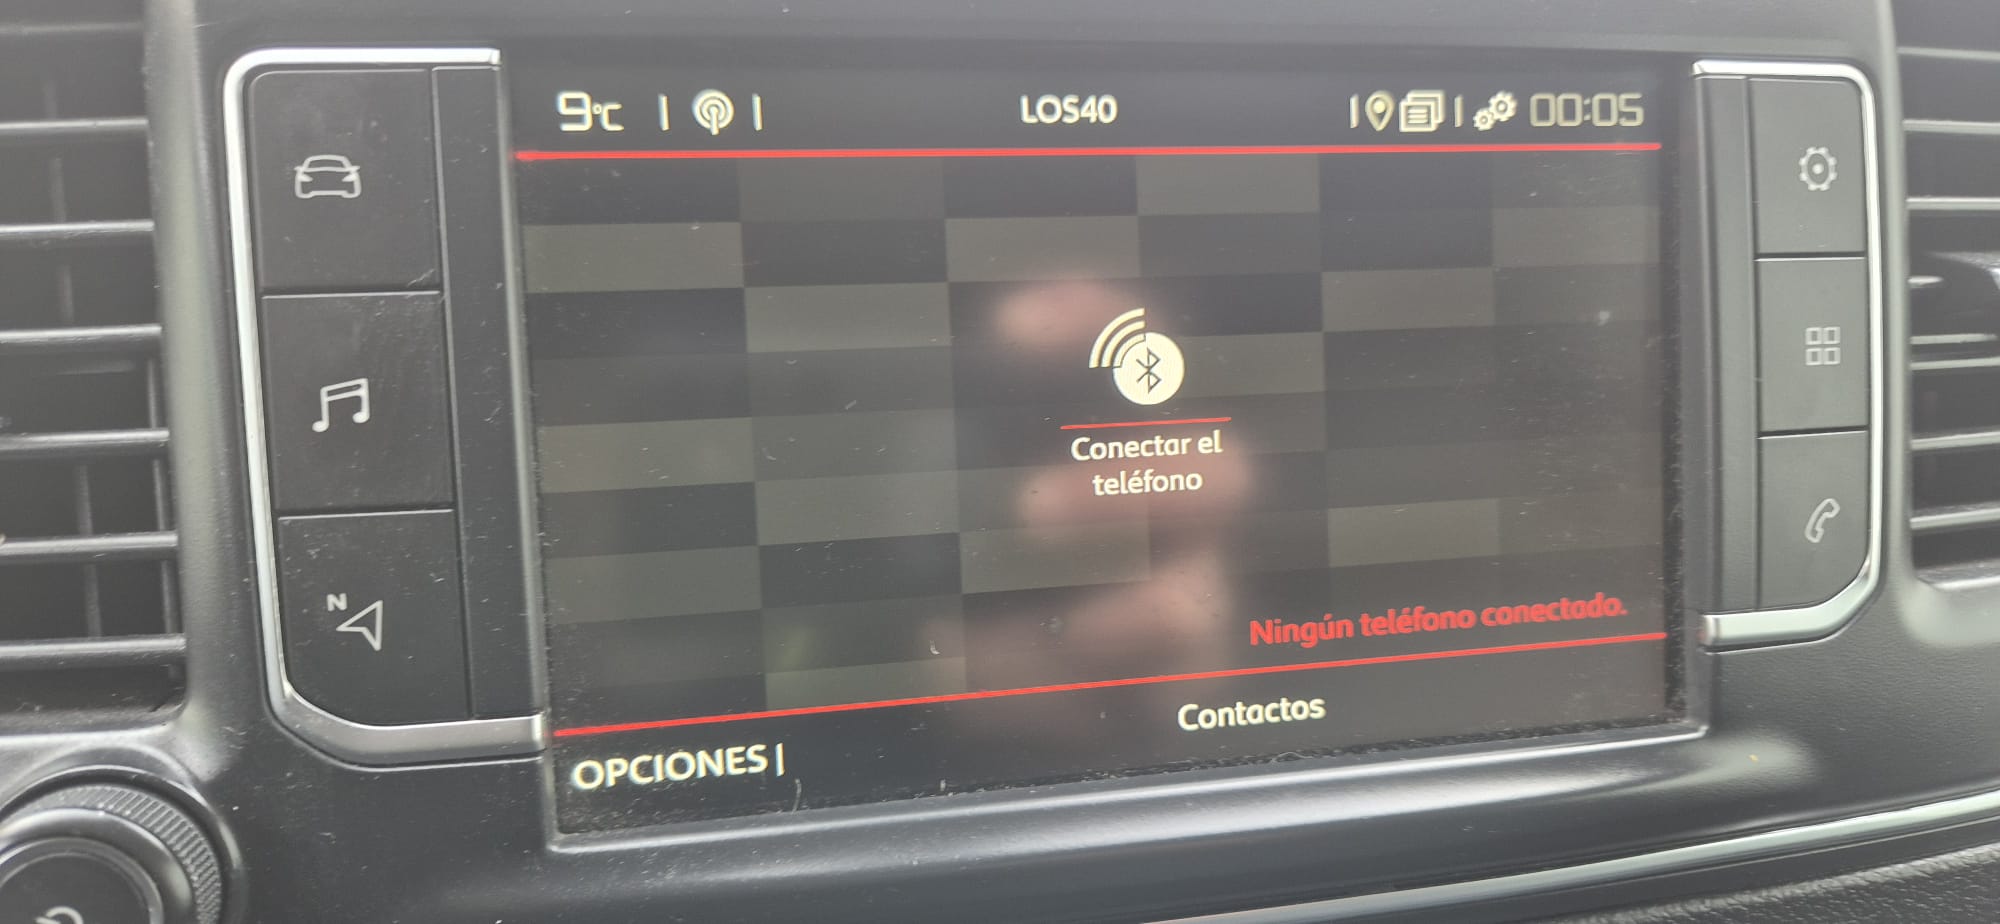 9°C
LOS40
00:05
Conectar el
teléfono
N
Ningún teléfono conectado.
Contactos
OPCIONES